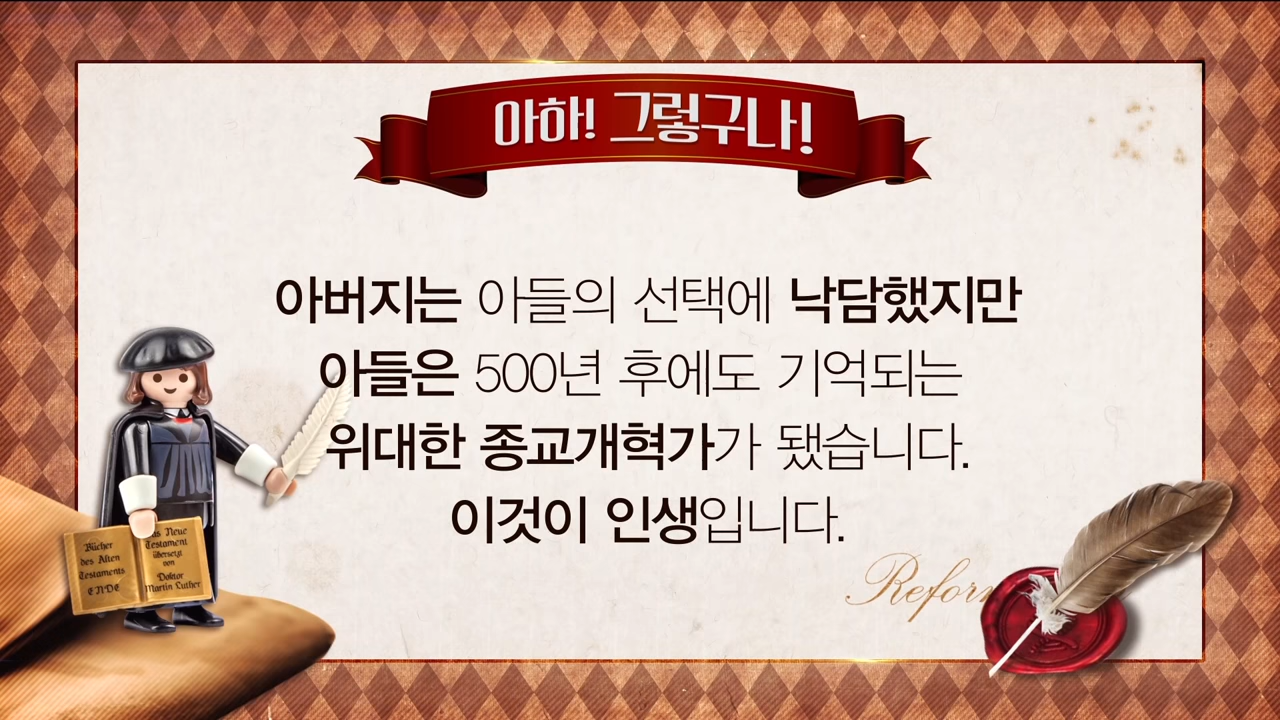 아하! 그렇구나!
아버지는 아들의 선택에 낙담했지만
아들은 500년 후에도 기억되는
위대한 종교개혁가가 됐습니다.
이것이 인생입니다.
Bücher
des Alten
Testaments
ENDE
Neue
Testament
übersetzt
von
Doktor
Martin Luther
Reform